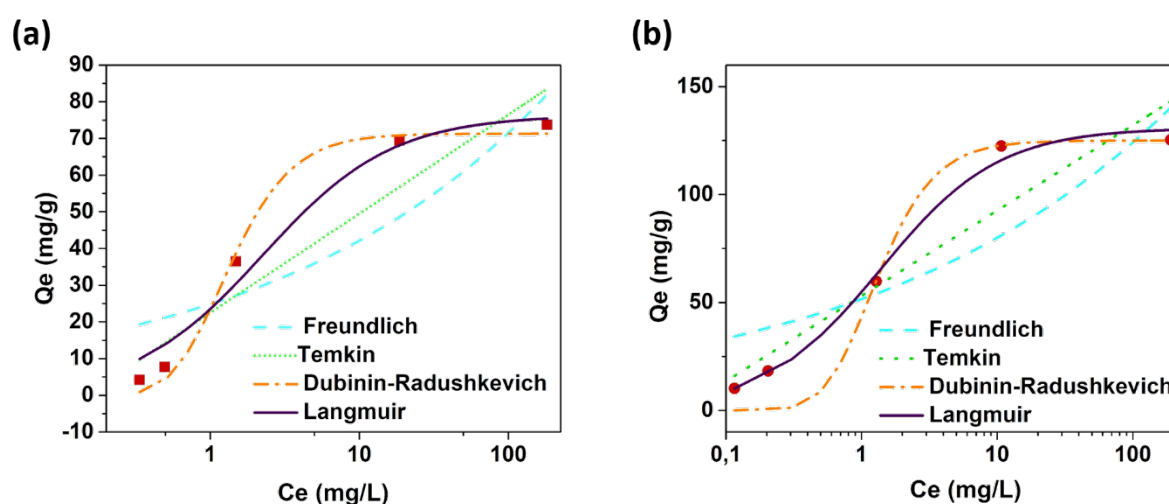 (a)
90
80
70
60
50
40
30
20
10
0
-10
Qe (mg/g)
Freundlich
Temkin
Dubinin-Radushkevich
Langmuir
1
10
100
Ce (mg/L)
(b)
150
100
50
0
Qe (mg/g)
Freundlich
Temkin
Dubinin-Radushkevich
Langmuir
0,1
1
10
100
Ce (mg/L)